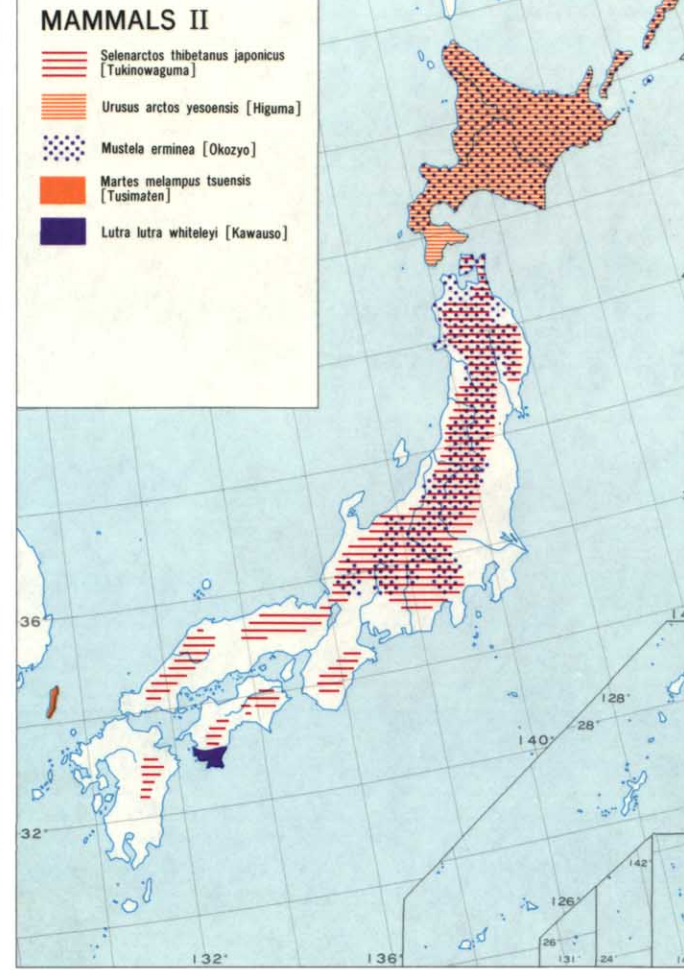 MAMMALS II
Selenarctos thibetanus japonicus
[Tukinowaguma]
Urusus arctos yesoensis [Higuma]
Mustela erminea [Okozyo]
Martes melampus tsuensis
[Tusimaten]
Lutra lutra whiteleyi [Kawauso]
36
128°
28°
140°
32°
142°
126°
26°
131°
24°
132°
136°